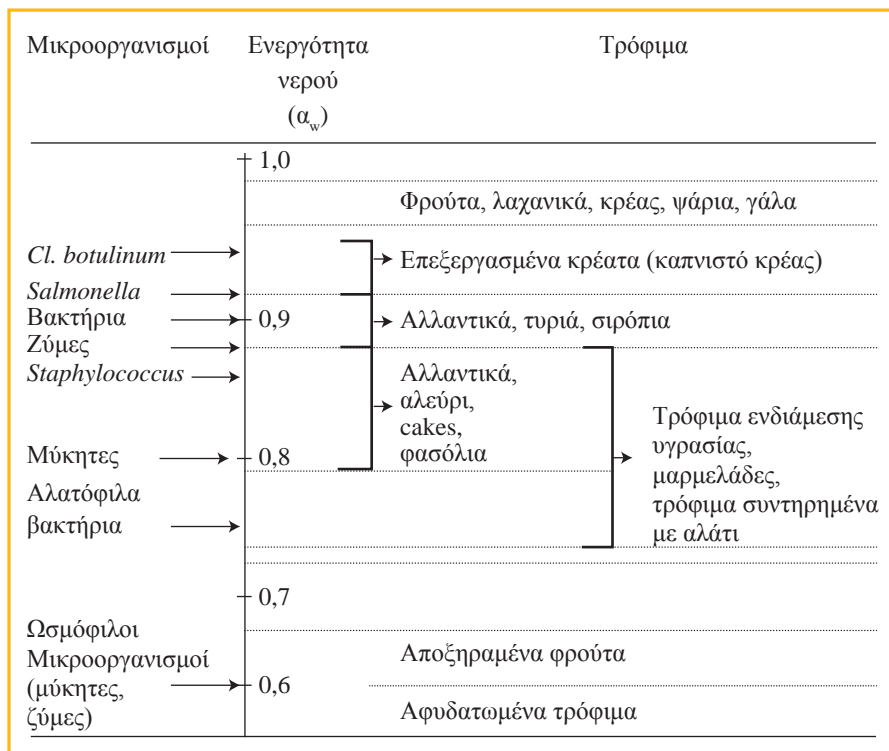 Μικροοργανισμοί Ενεργότητα Τρόφιμα
νερού
(α_w)
1,0
Φρούτα, λαχανικά, κρέας, ψάρια, γάλα
Cl. botulinum Επεξεργασμένα κρέατα (καπνιστό κρέας)
Salmonella
Βακτήρια 0,9 Αλλαντικά, τυριά, σιρόπια
Ζύμες
Staphylococcus Αλλαντικά,
αλεύρι,
cakes,
φασόλια
Τρόφιμα ενδιάμεσης
υγρασίας,
μαρμελάδες,
τρόφιμα συντηρημένα
με αλάτι
Μύκητες 0,8
Αλατόφιλα
βακτήρια
0,7
Ωσμόφιλοι
Μικροοργανισμοί
(μύκητες,
ζύμες)
0,6
Αποξηραμένα φρούτα
Αφυδατωμένα τρόφιμα